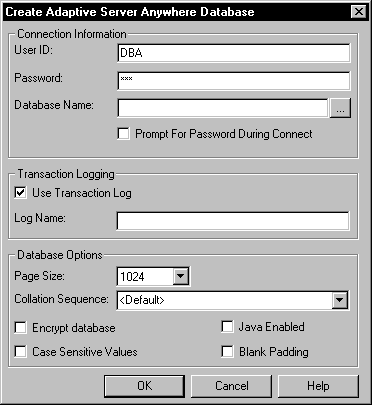 Create Adaptive Server Anywhere Database
Connection Information
User ID: DBA
Password: ***
Database Name: ...
Prompt For Password During Connect
Transaction Logging
Use Transaction Log
Log Name:
Database Options
Page Size: 1024
Collation Sequence: <Default>
Encrypt database Java Enabled
Case Sensitive Values Blank Padding
OK Cancel Help